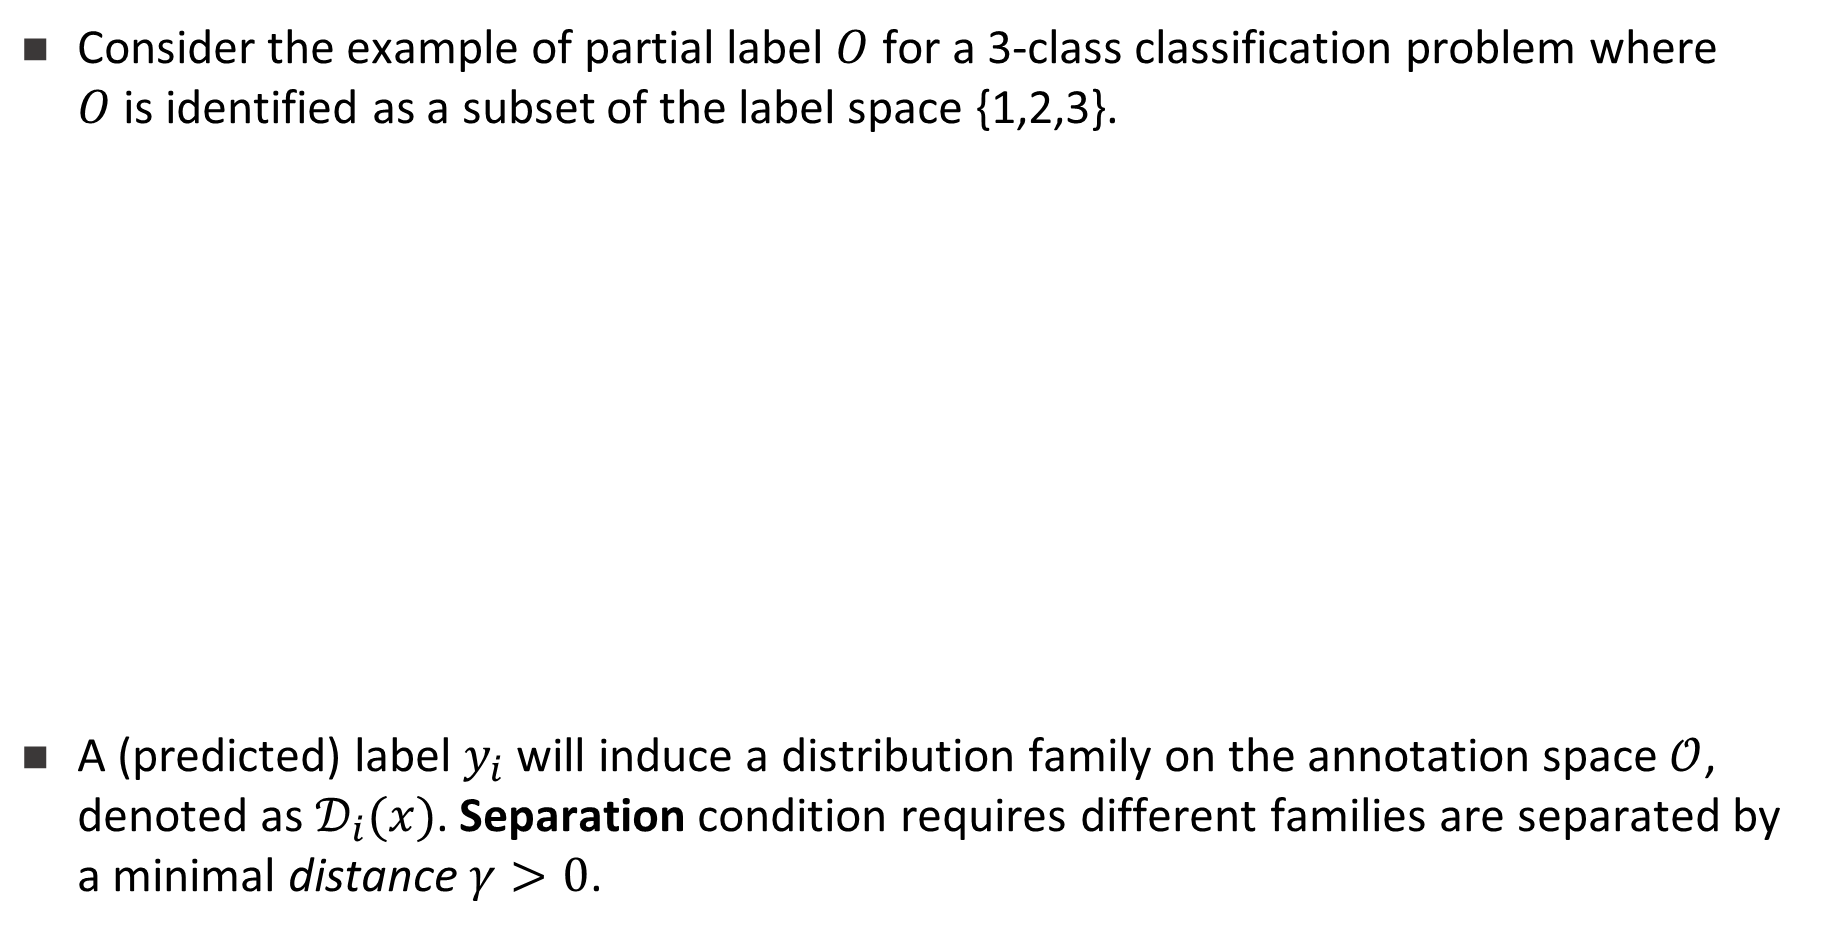 ■ Consider the example of partial label 𝑂 for a 3-class classification problem where
𝑂 is identified as a subset of the label space {1,2,3}.
■ A (predicted) label 𝑦ᵢ will induce a distribution family on the annotation space 𝒪,
denoted as 𝒟ᵢ(𝑥). Separation condition requires different families are separated by
a minimal distance 𝛾 > 0.